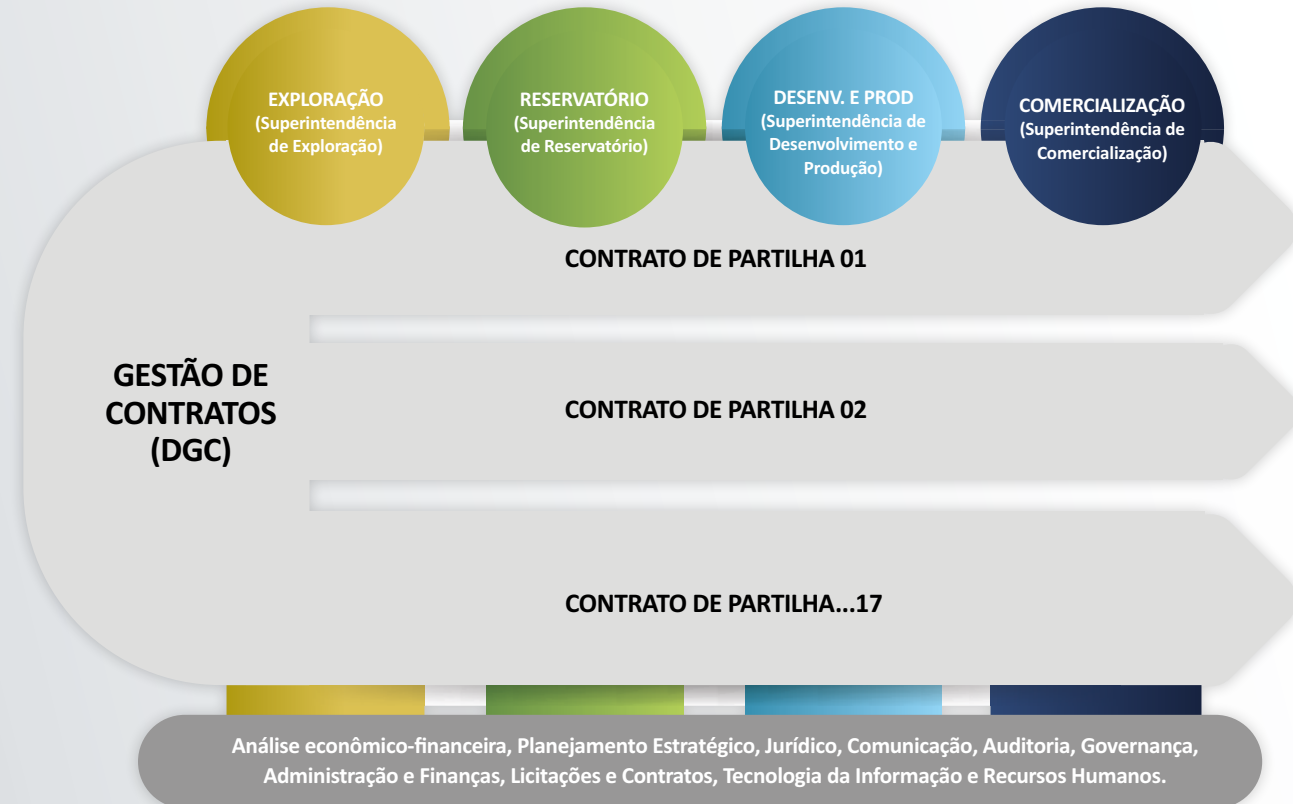 EXPLORAÇÃO
(Superintendência
de Exploração)
RESERVATÓRIO
(Superintendência
de Reservatório)
DESENV. E PROD
(Superintendência de
Desenvolvimento e
Produção)
COMERCIALIZAÇÃO
(Superintendência de
Comercialização)
CONTRATO DE PARTILHA 01
GESTÃO DE
CONTRATOS
(DGC)
CONTRATO DE PARTILHA 02
CONTRATO DE PARTILHA...17
Análise econômico-financeira, Planejamento Estratégico, Jurídico, Comunicação, Auditoria, Governança,
Administração e Finanças, Licitações e Contratos, Tecnologia da Informação e Recursos Humanos.